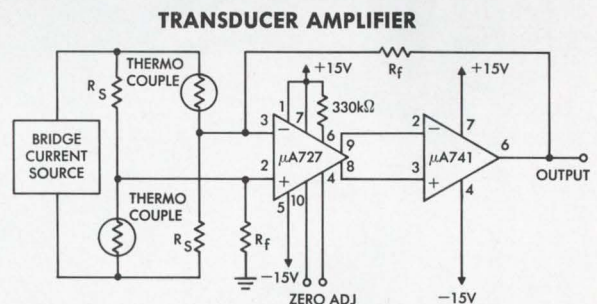 TRANSDUCER AMPLIFIER
THERMO
COUPLE
R_S
BRIDGE
CURRENT
SOURCE
THERMO
COUPLE
R_S
R_f
+15V
1
7
330kΩ
3
−
6
μA727
9
8
2
+
4
5
10
−15V
ZERO ADJ
R_f
+15V
2
−
7
μA741
6
3
+
4
−15V
OUTPUT